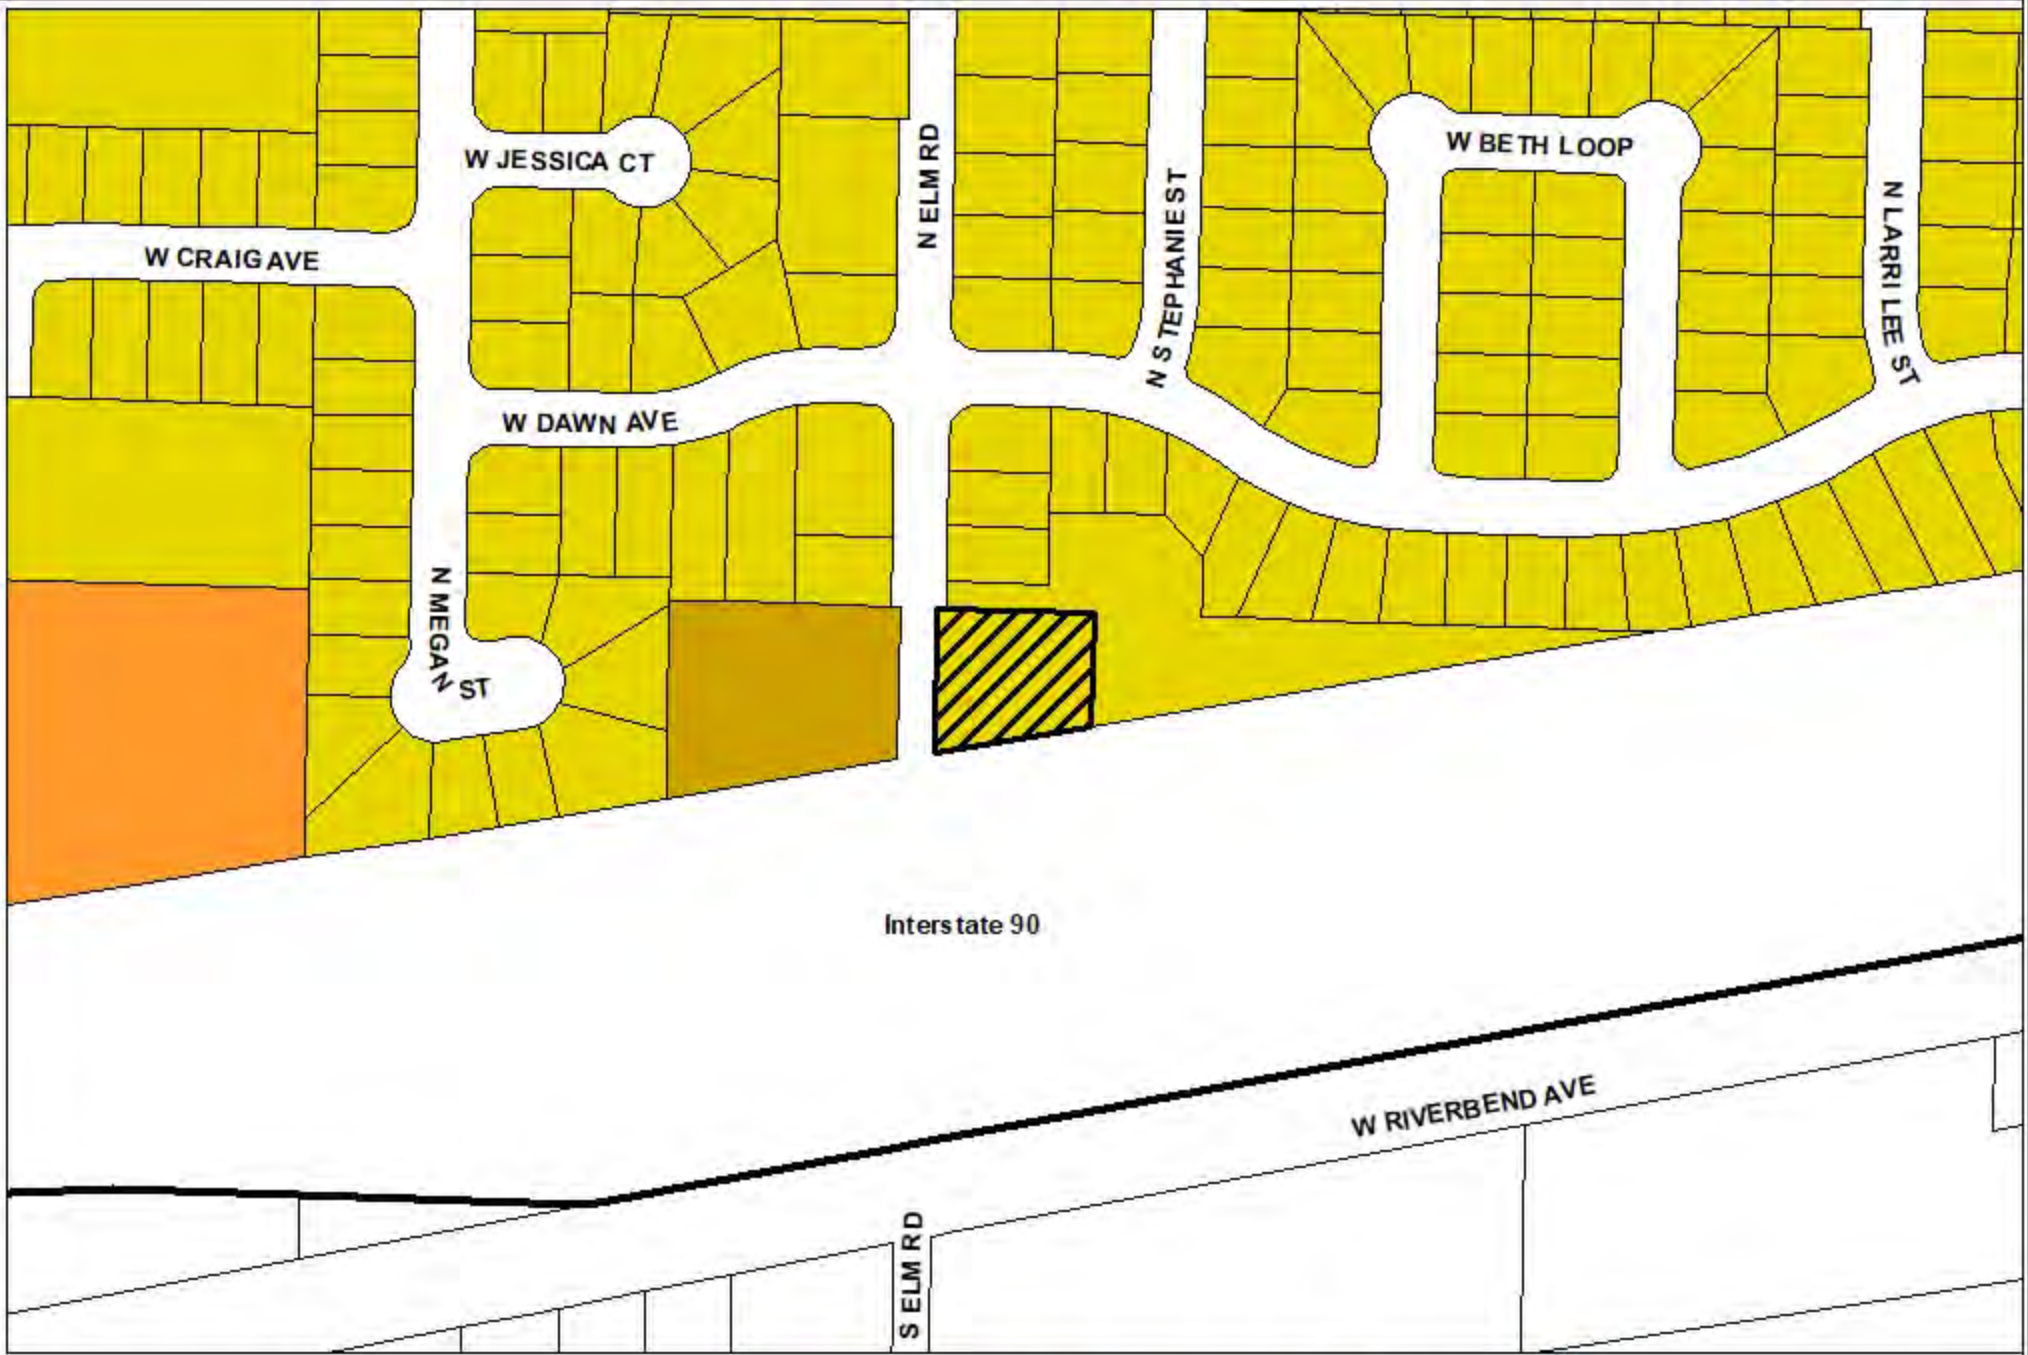 W JESSICA CT
N ELM RD
W BETH LOOP
N STEPHANIE ST
N LARRI LEE ST
W CRAIG AVE
W DAWN AVE
N MEGAN ST
Interstate 90
W RIVERBEND AVE
S ELM RD